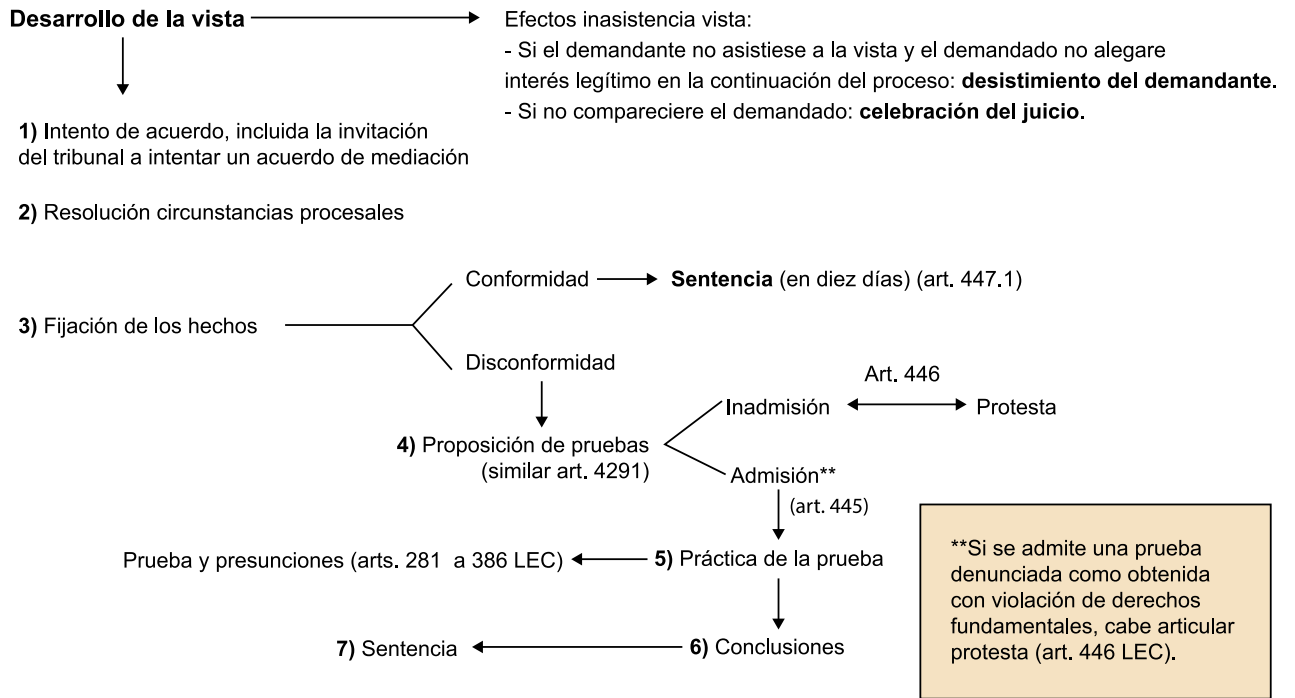 Desarrollo de la vista
Efectos inasistencia vista:
- Si el demandante no asistiese a la vista y el demandado no alegare
interés legítimo en la continuación del proceso: desistimiento del demandante.
- Si no compareciere el demandado: celebración del juicio.
1) Intento de acuerdo, incluida la invitación
del tribunal a intentar un acuerdo de mediación
2) Resolución circunstancias procesales
3) Fijación de los hechos
Conformidad
Sentencia (en diez días) (art. 447.1)
Disconformidad
4) Proposición de pruebas
(similar art. 4291)
Inadmisión
Art. 446
Protesta
Admisión**
(art. 445)
5) Práctica de la prueba
Prueba y presunciones (arts. 281 a 386 LEC)
6) Conclusiones
7) Sentencia
**Si se admite una prueba
denunciada como obtenida
con violación de derechos
fundamentales, cabe articular
protesta (art. 446 LEC).